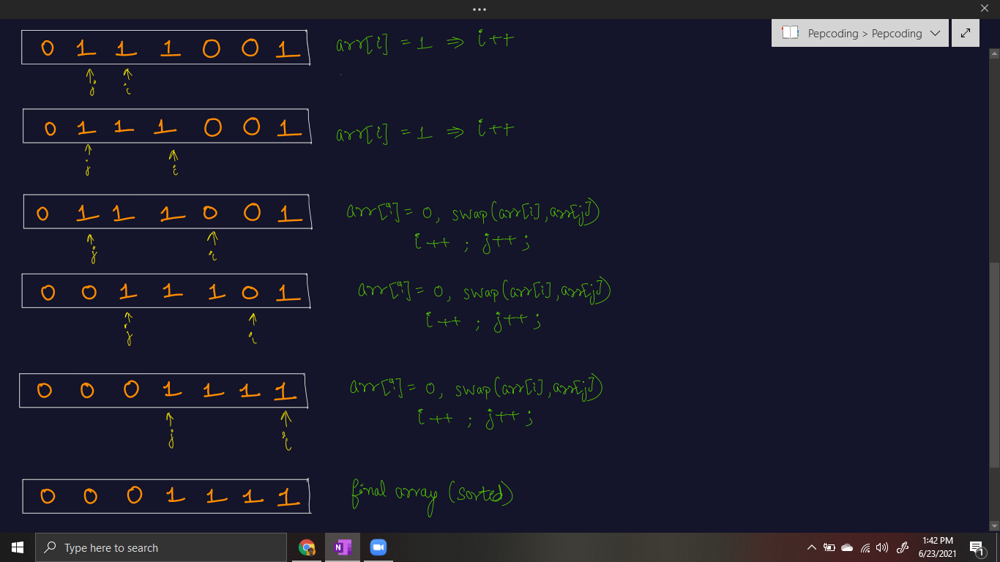 Pepcoding > Pepcoding
0 1 1 1 0 0 1 arr[i] = 1 ⇒ i++
j i
0 1 1 1 0 0 1 arr[i] = 1 ⇒ i++
j i
0 1 1 1 0 0 1 arr[i] = 0, swap(arr[i], arr[j])
i++ ; j++ ;
j i
0 0 1 1 1 0 1 arr[i] = 0, swap(arr[i], arr[j])
i++ ; j++ ;
j i
0 0 0 1 1 1 1 arr[i] = 0, swap(arr[i], arr[j])
i++ ; j++ ;
j i
0 0 0 1 1 1 1 final array (sorted)
Type here to search
N
1:42 PM
6/23/2021
1